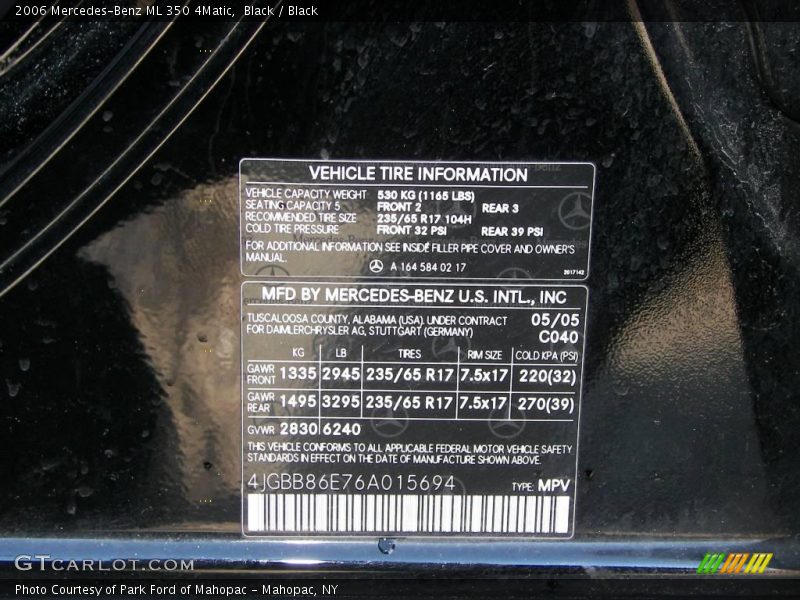 2006 Mercedes-Benz ML 350 4Matic, Black / Black
VEHICLE TIRE INFORMATION
VEHICLE CAPACITY WEIGHT 530 KG (1165 LBS)
SEATING CAPACITY 5 FRONT 2 REAR 3
RECOMMENDED TIRE SIZE 235/65 R17 104H
COLD TIRE PRESSURE FRONT 32 PSI REAR 39 PSI
FOR ADDITIONAL INFORMATION SEE INSIDE FILLER PIPE COVER AND OWNER'S
MANUAL.
A 164 584 02 17 2017142
MFD BY MERCEDES-BENZ U.S. INTL., INC
TUSCALOOSA COUNTY, ALABAMA (USA) UNDER CONTRACT 05/05
FOR DAIMLERCHRYSLER AG, STUTTGART (GERMANY) C040
KG LB TIRES RIM SIZE COLD KPA (PSI)
GAWR FRONT 1335 2945 235/65 R17 7.5x17 220(32)
GAWR REAR 1495 3295 235/65 R17 7.5x17 270(39)
GVWR 2830 6240
THIS VEHICLE CONFORMS TO ALL APPLICABLE FEDERAL MOTOR VEHICLE SAFETY
STANDARDS IN EFFECT ON THE DATE OF MANUFACTURE SHOWN ABOVE.
4JGBB86E76A015694 TYPE: MPV
GTCARLOT.COM
Photo Courtesy of Park Ford of Mahopac - Mahopac, NY